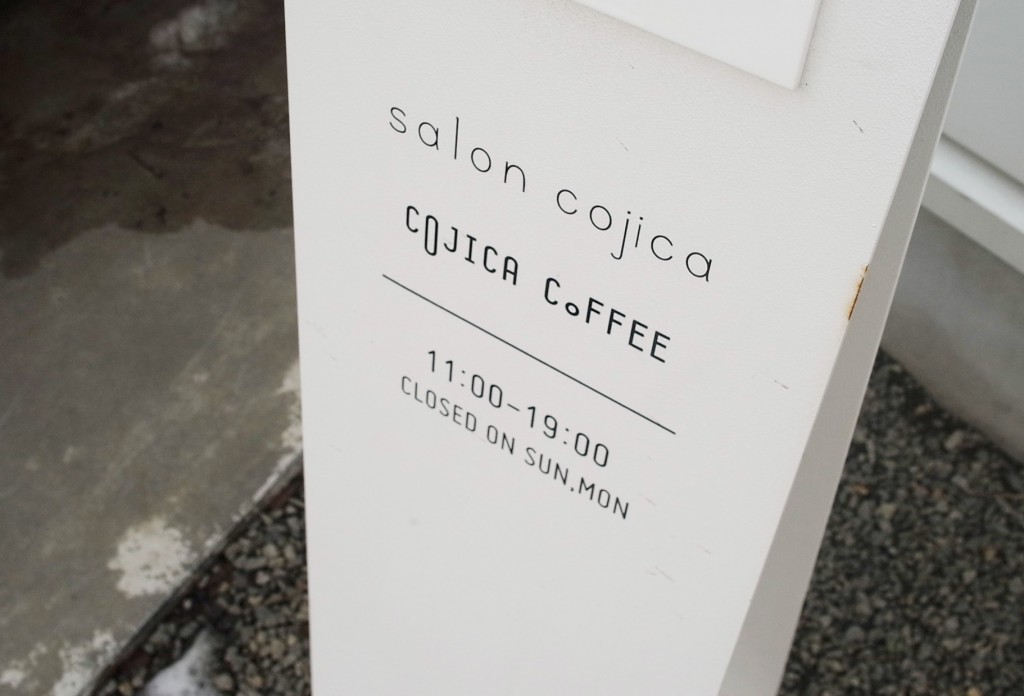 salon cojica
COJICA CoFFEE
11:00–19:00
CLOSED ON SUN.MON